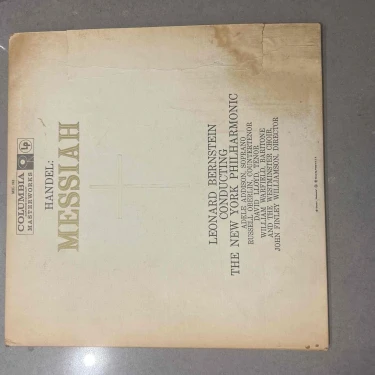 COLUMBIA
LP
MASTERWORKS
HANDEL:
MESSIAH
LEONARD BERNSTEIN
CONDUCTING
THE NEW YORK PHILHARMONIC
ADELE ADDISON, SOPRANO
RUSSELL OBERLIN, COUNTERTENOR
DAVID LLOYD, TENOR
WILLIAM WARFIELD, BARITONE
AND THE WESTMINSTER CHOIR,
JOHN FINLEY WILLIAMSON, DIRECTOR